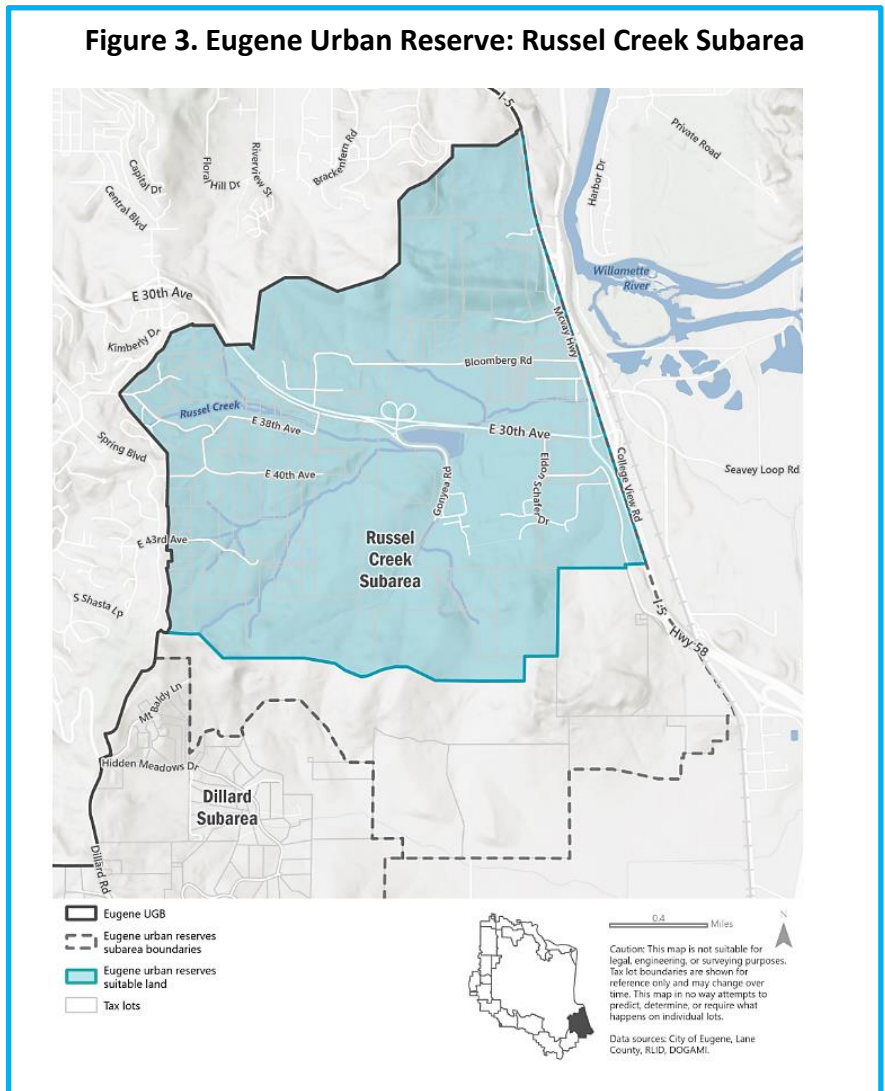 Figure 3. Eugene Urban Reserve: Russel Creek Subarea
I-5
Private Road
Brackenfern Rd
Riverview St
Floral
Hill Dr
Capital Dr
Central Blvd
Harbor Dr
Willamette
River
E 30th Ave
Kimberly Dr
Mcvay Hwy
Bloomberg Rd
Russel Creek
E 38th Ave
E 30th Ave
Spring Blvd
College View Rd
Seavey Loop Rd
E 40th Ave
Gonyea Rd
Eldon
Schafer
Dr
E 43rd Ave
Russel
Creek
Subarea
S Shasta Lp
I-5
Hwy 58
Mt Baldy Ln
Hidden Meadows Dr
Dillard
Subarea
Dillard Rd
Eugene UGB
Eugene urban reserves
subarea boundaries
Eugene urban reserves
suitable land
Tax lots
0.4
Miles
N
Caution: This map is not suitable for
legal, engineering, or surveying purposes.
Tax lot boundaries are shown for
reference only and may change over
time. This map in no way attempts to
predict, determine, or require what
happens on individual lots.
Data sources: City of Eugene, Lane
County, RLID, DOGAMI.